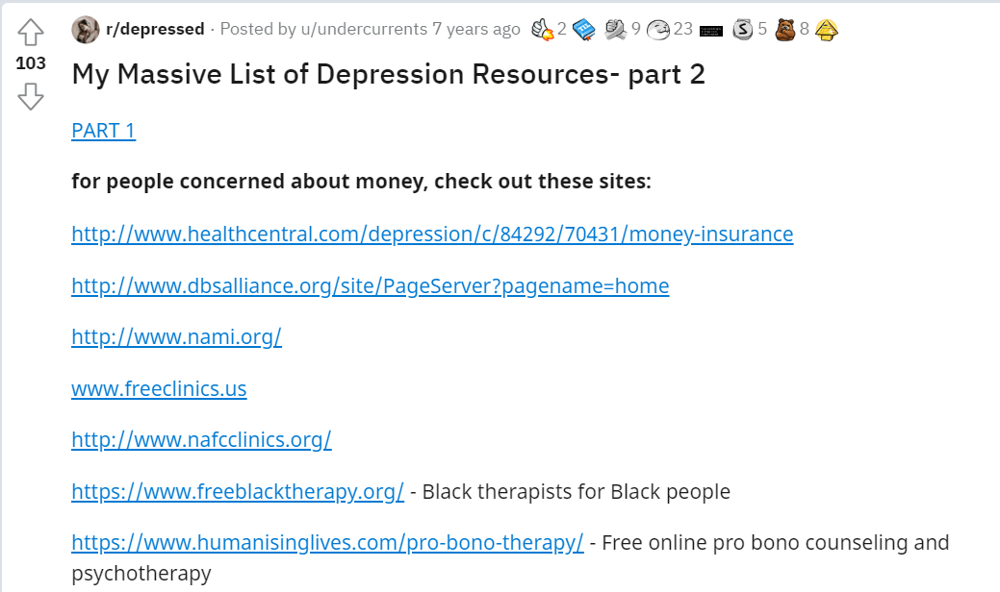 r/depressed · Posted by u/undercurrents 7 years ago 2 9 23 5 8
103
My Massive List of Depression Resources- part 2
PART 1
for people concerned about money, check out these sites:
http://www.healthcentral.com/depression/c/84292/70431/money-insurance
http://www.dbsalliance.org/site/PageServer?pagename=home
http://www.nami.org/
www.freeclinics.us
http://www.nafcclinics.org/
https://www.freeblacktherapy.org/ - Black therapists for Black people
https://www.humanisinglives.com/pro-bono-therapy/ - Free online pro bono counseling and
psychotherapy